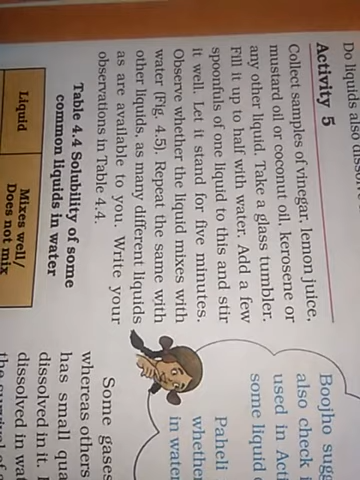 Do liquids also
Activity 5
Collect samples of vinegar, lemon juice,
mustard oil or coconut oil, kerosene or
any other liquid. Take a glass tumbler.
Fill it up to half with water. Add a few
spoonfuls of one liquid to this and stir
it well. Let it stand for five minutes.
Observe whether the liquid mixes with
water (Fig. 4.5). Repeat the same with
other liquids, as many different liquids
as are available to you. Write your
observations in Table 4.4.
Table 4.4 Solubility of some
common liquids in water
Liquid
Mixes well/
Does not mix
Boojho
also check
used in
some liquid
Paheli
whether
in water
Some gases
whereas others
has small
dissolved in it.
dissolved in
the survival of